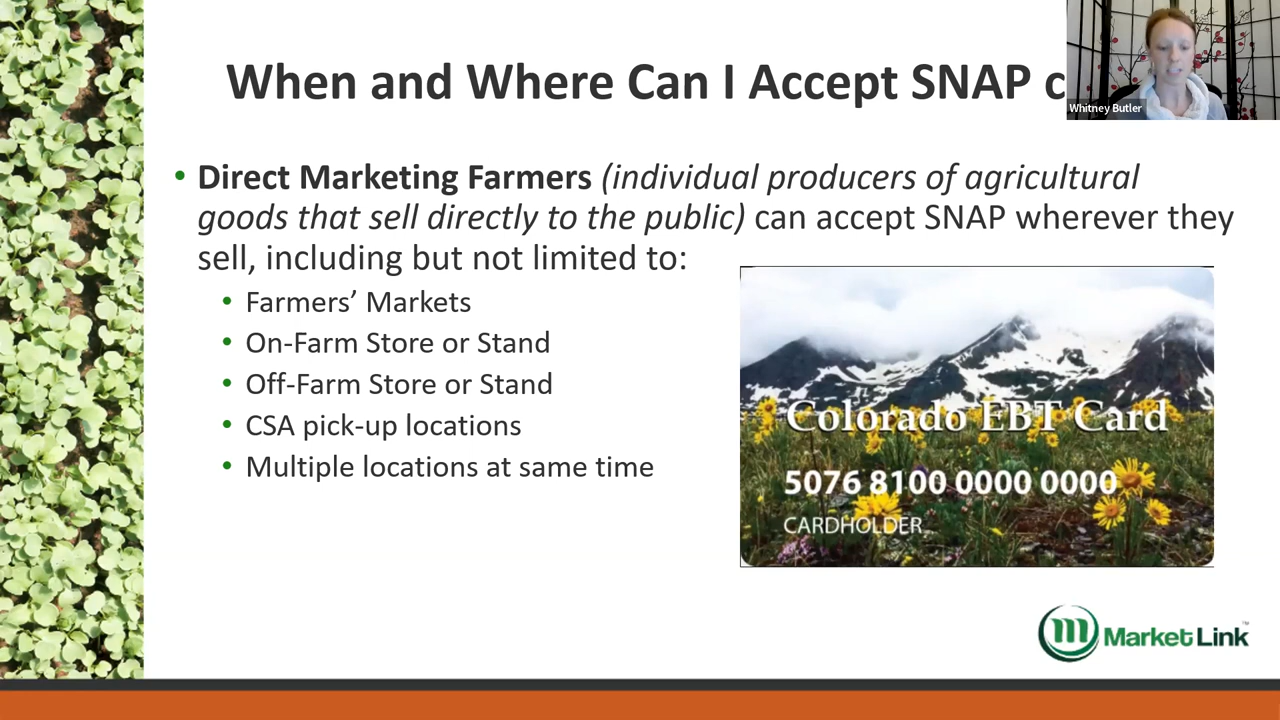 When and Where Can I Accept SNAP c
Whitney Butler
• Direct Marketing Farmers (individual producers of agricultural
goods that sell directly to the public) can accept SNAP wherever they
sell, including but not limited to:
• Farmers’ Markets
• On-Farm Store or Stand
• Off-Farm Store or Stand
• CSA pick-up locations
• Multiple locations at same time
Colorado EBT Card
5076 8100 0000 0000
CARDHOLDER
m MarketLink™